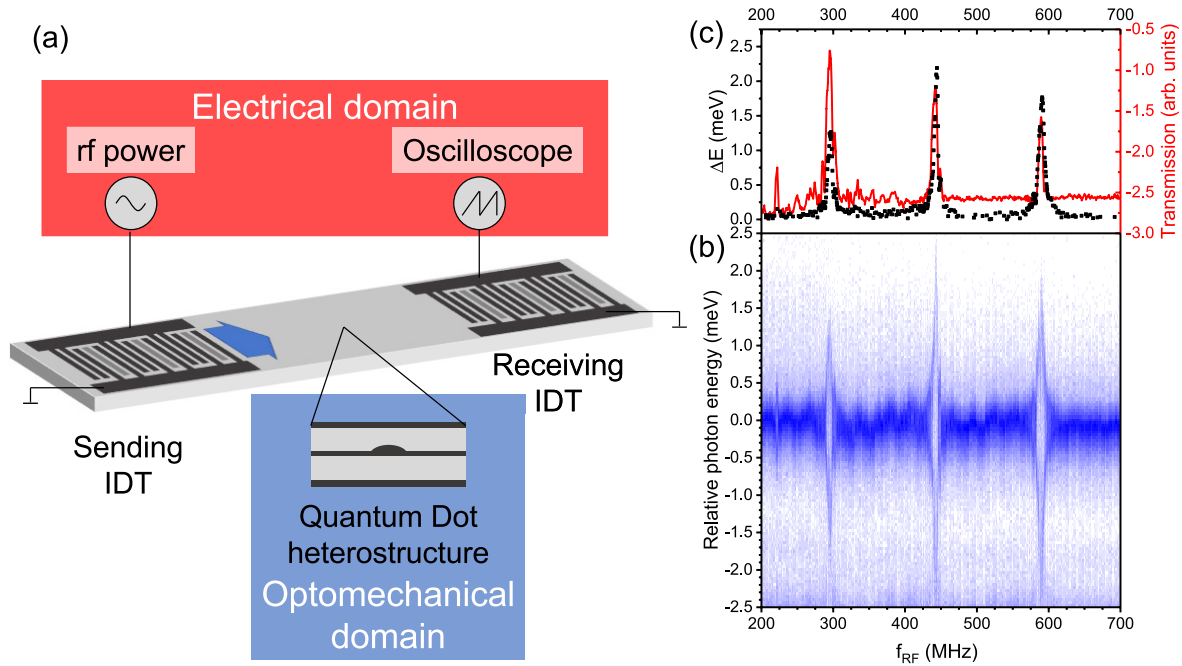 (a)
Electrical domain
rf power
Oscilloscope
Sending
IDT
Receiving
IDT
Quantum Dot
heterostructure
Optomechanical
domain
(c)
200 300 400 500 600 700
2.5
2.0
1.5
1.0
0.5
0.0
ΔE (meV)
-0.5
-1.0
-1.5
-2.0
-2.5
-3.0
Transmission (arb. units)
(b)
2.5
2.0
1.5
1.0
0.5
0.0
-0.5
-1.0
-1.5
-2.0
-2.5
Relative photon energy (meV)
200 300 400 500 600 700
fRF (MHz)